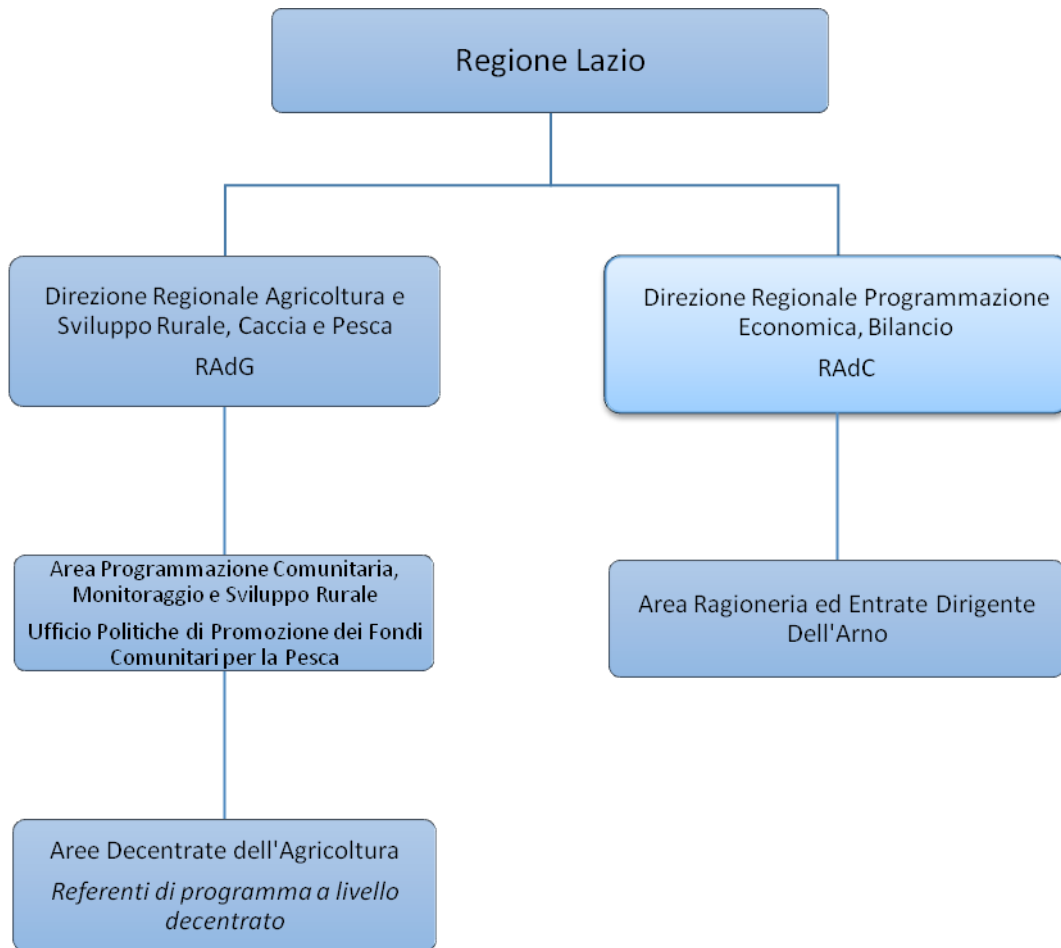 Regione Lazio
Direzione Regionale Agricoltura e
Sviluppo Rurale, Caccia e Pesca
RAdG
Direzione Regionale Programmazione
Economica, Bilancio
RAdC
Area Programmazione Comunitaria,
Monitoraggio e Sviluppo Rurale
Ufficio Politiche di Promozione dei Fondi
Comunitari per la Pesca
Area Ragioneria ed Entrate Dirigente
Dell'Arno
Aree Decentrate dell'Agricoltura
Referenti di programma a livello
decentrato